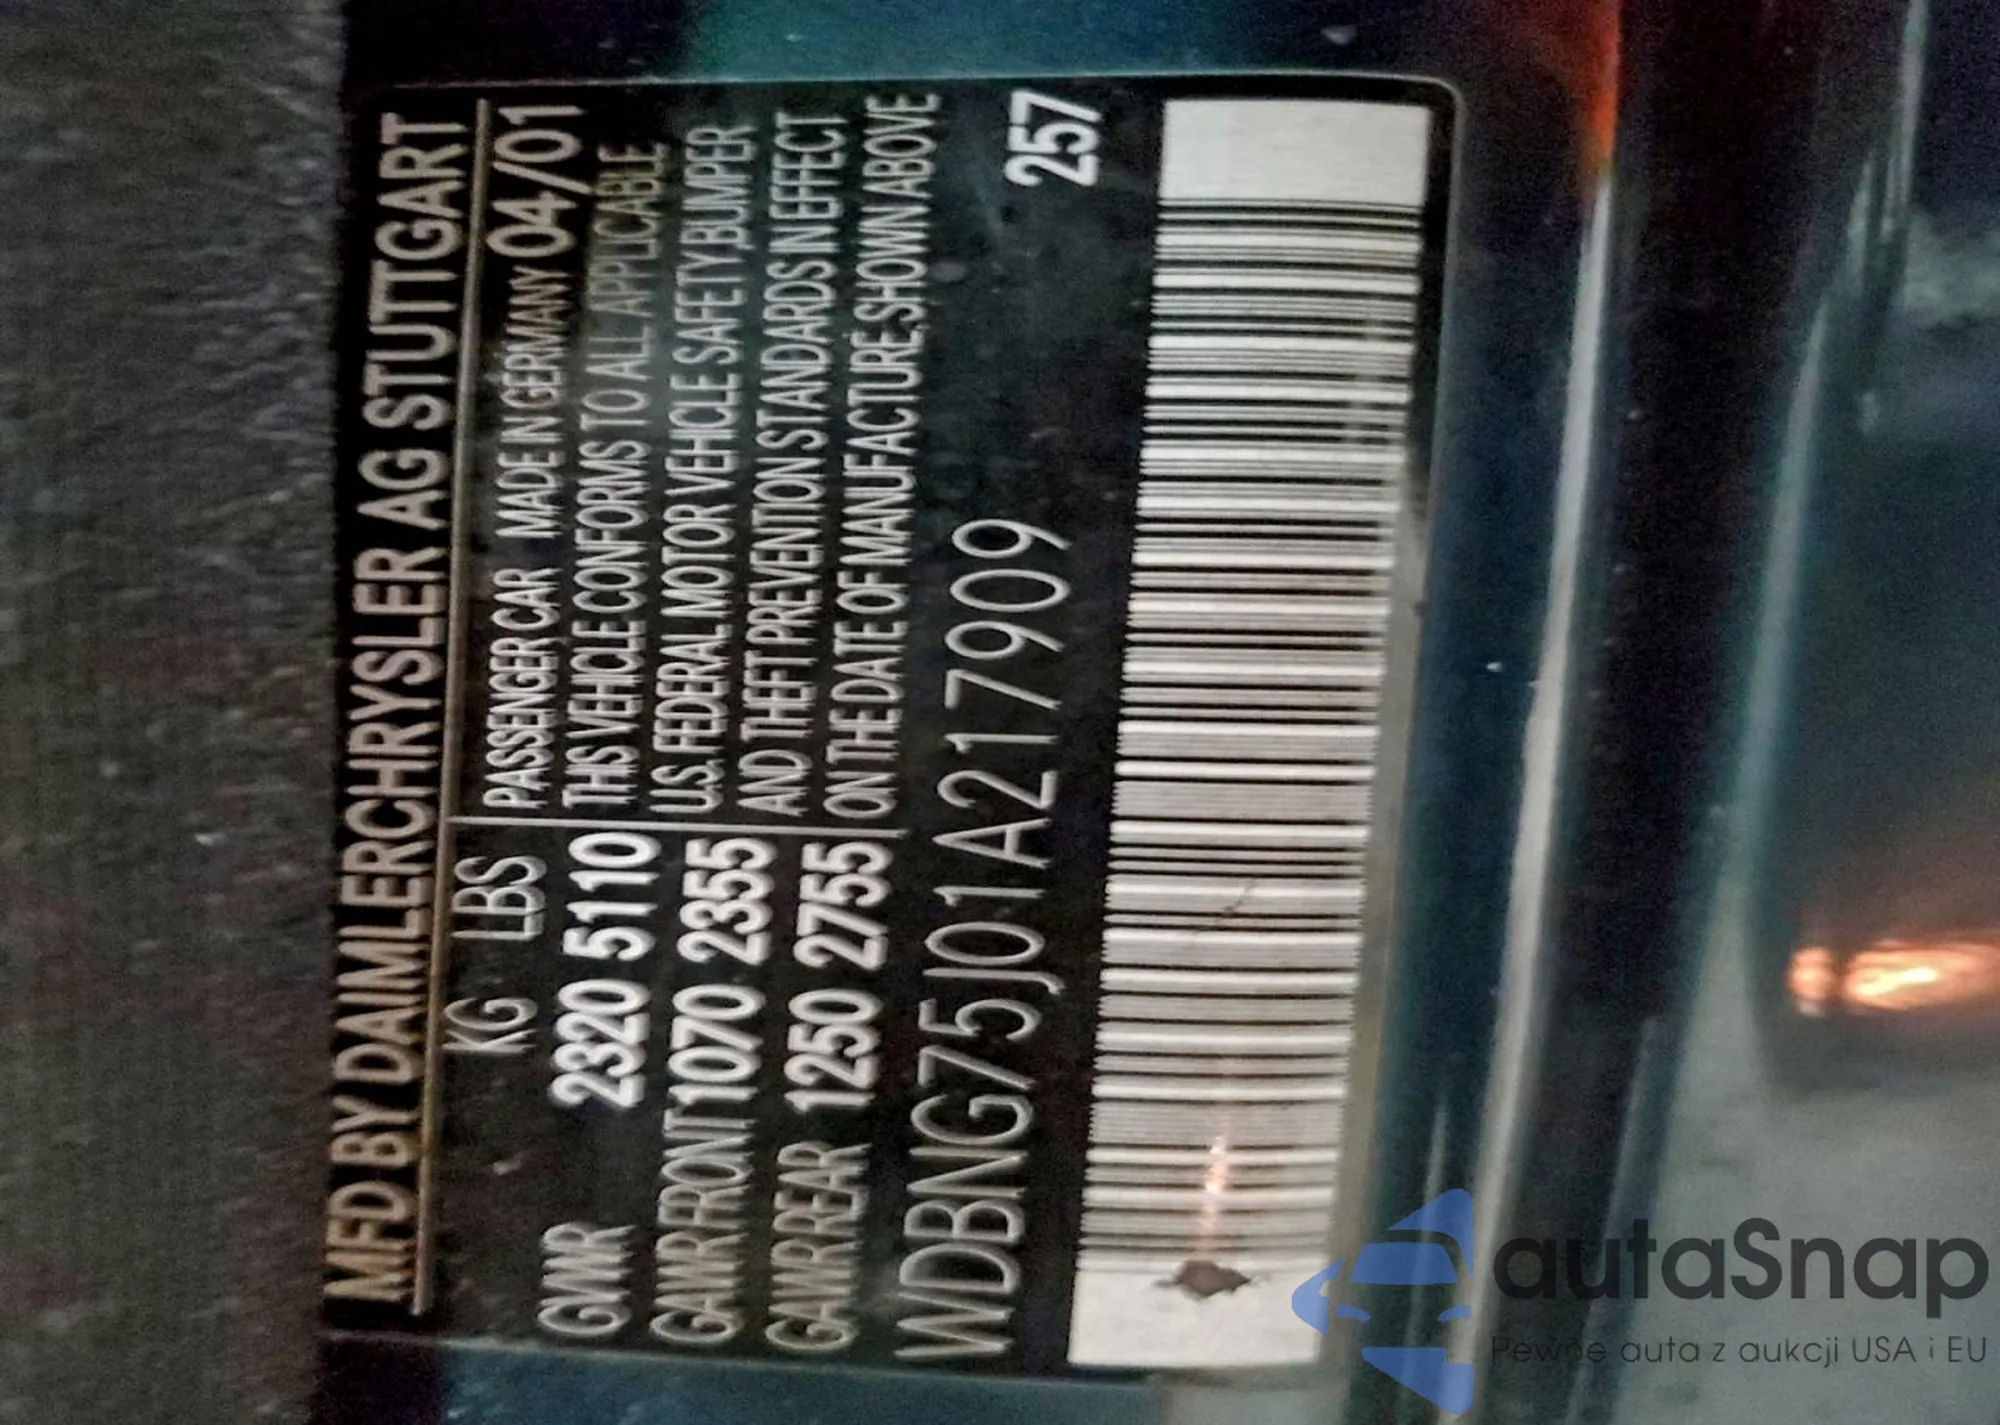 MFD BY DAIMLERCHRYSLER AG STUTTGART
KG LBS PASSENGER CAR MADE IN GERMANY 04/01
GVWR 2320 5110 THIS VEHICLE CONFORMS TO ALL APPLICABLE
GAWR FRONT 1070 2355 U.S. FEDERAL MOTOR VEHICLE SAFETY, BUMPER
GAWR REAR 1250 2755 AND THEFT PREVENTION STANDARDS IN EFFECT
ON THE DATE OF MANUFACTURE SHOWN ABOVE
WDBNG75J01A217909
257
autaSnap
Pewne auta z aukcji USA i EU